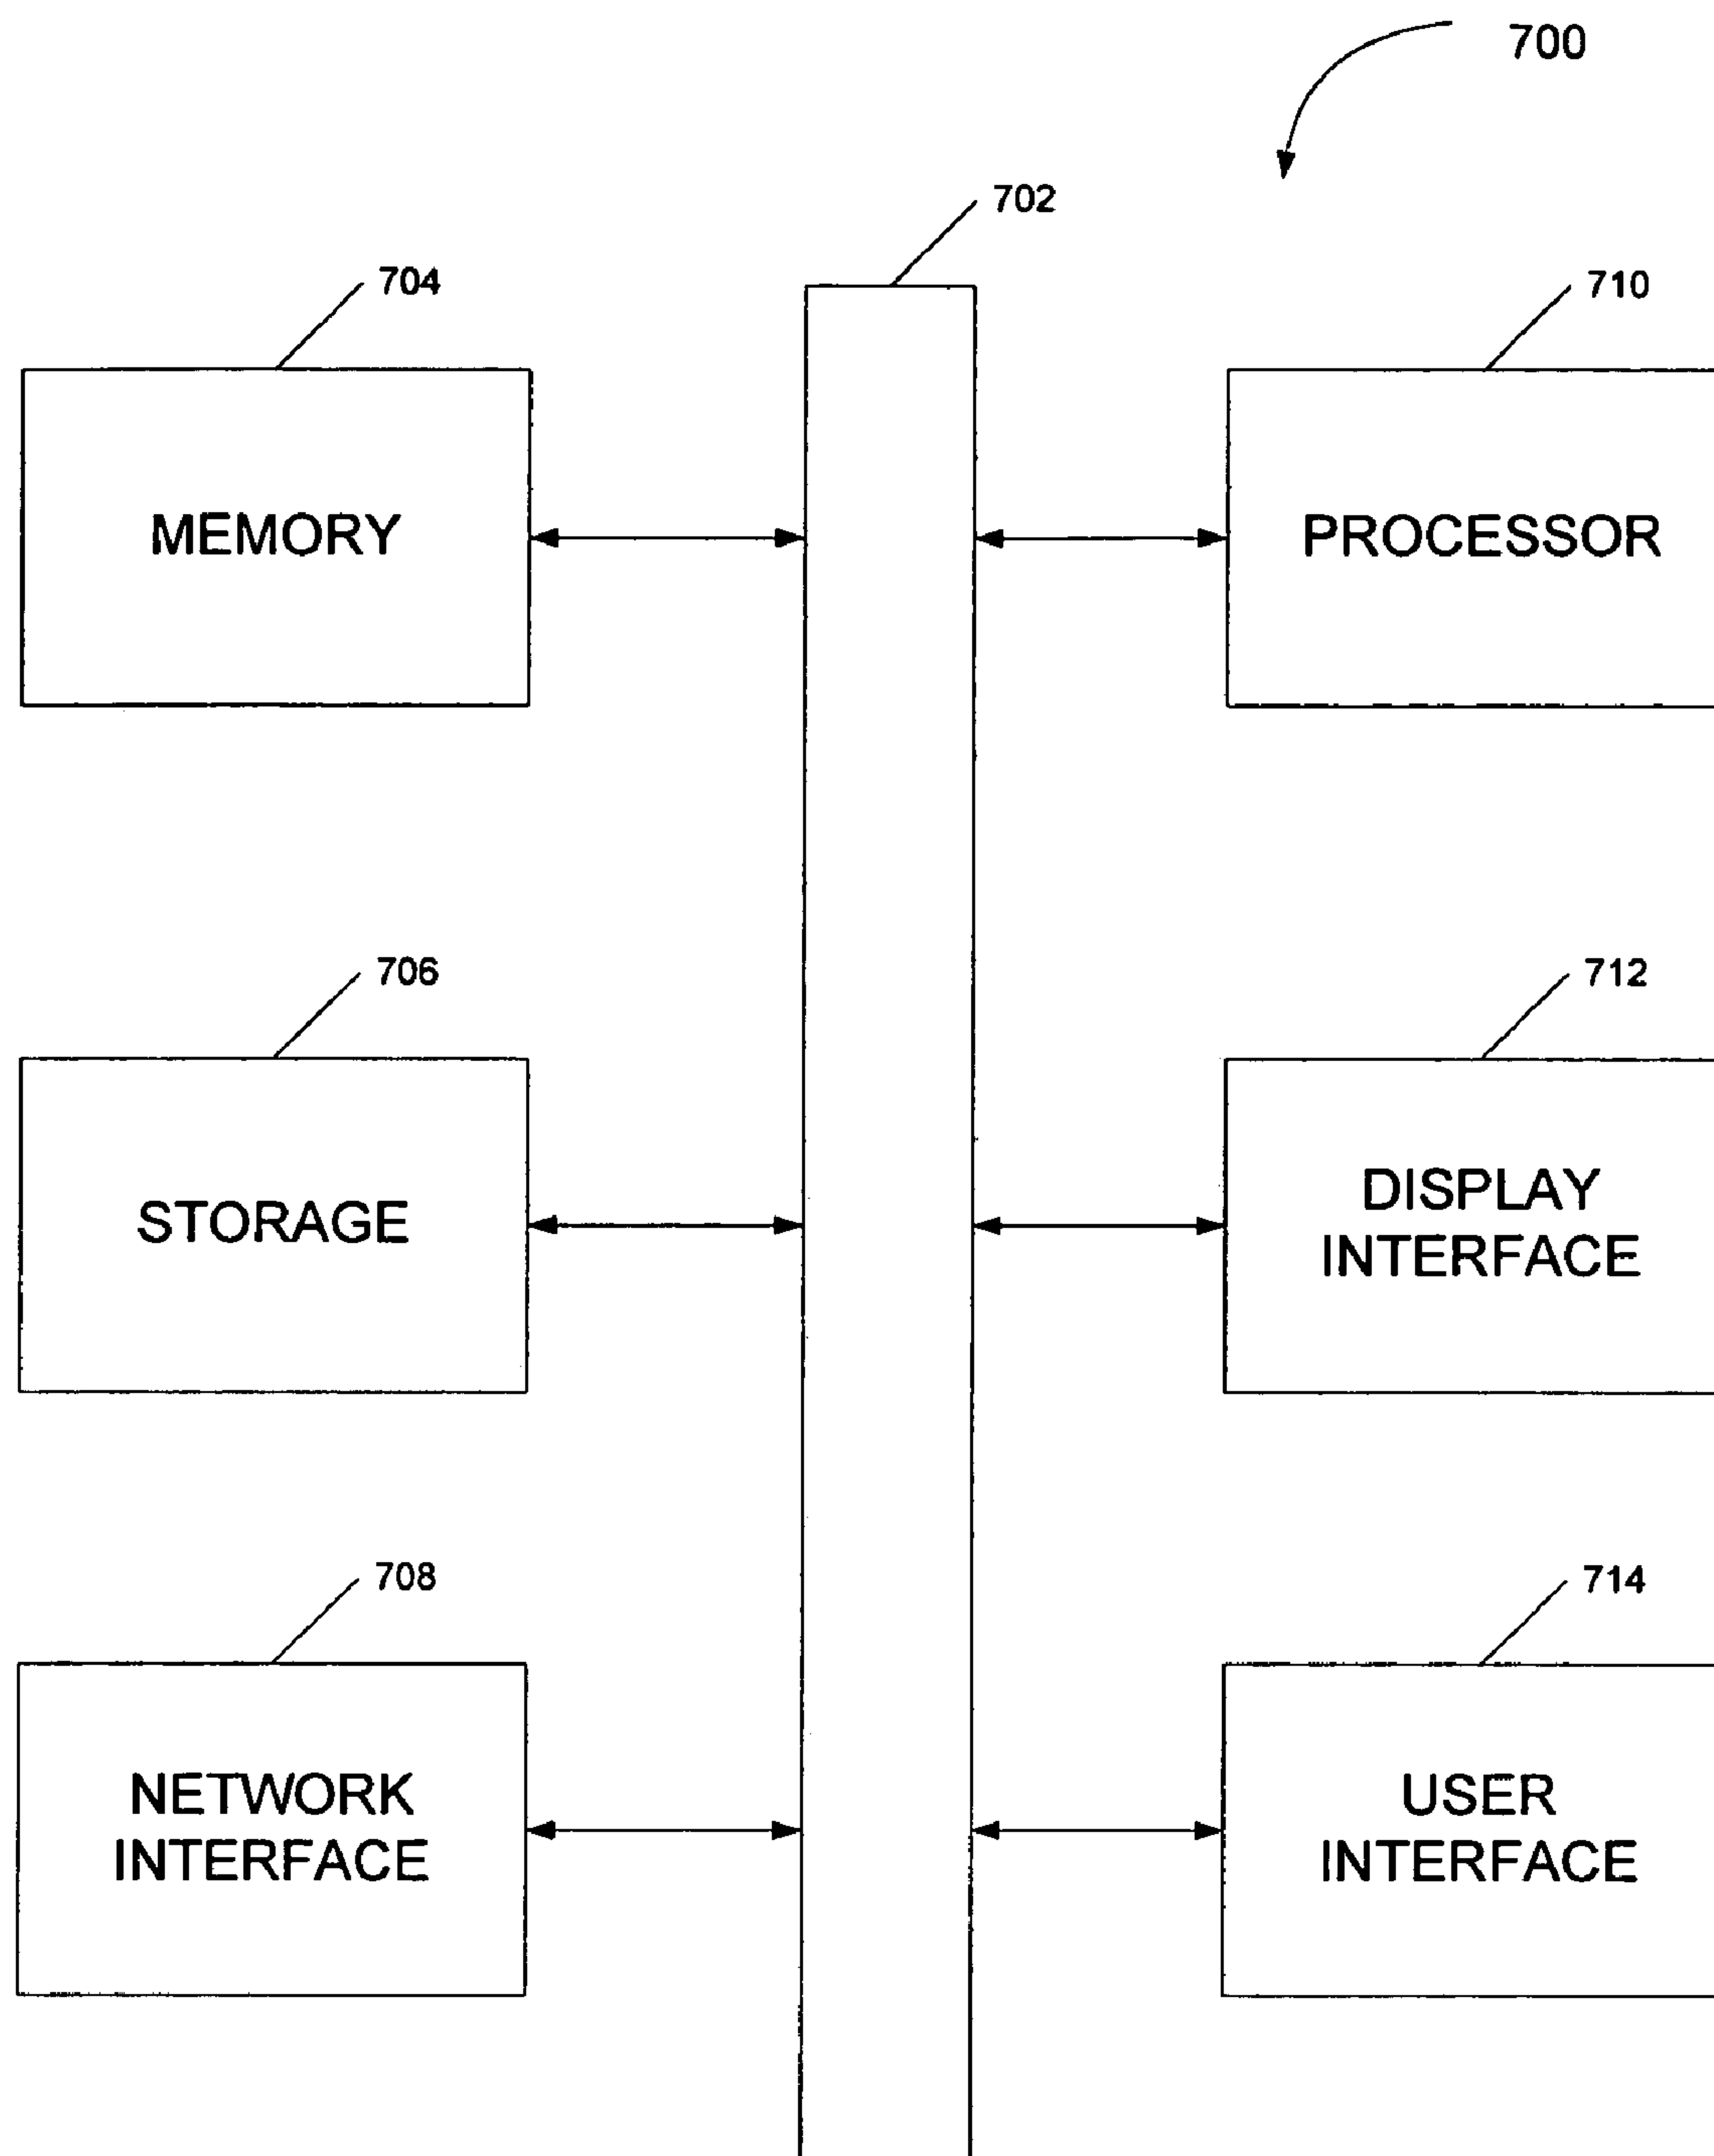 700
702
704
710
MEMORY
PROCESSOR
706
712
STORAGE
DISPLAY
INTERFACE
708
714
NETWORK
INTERFACE
USER
INTERFACE